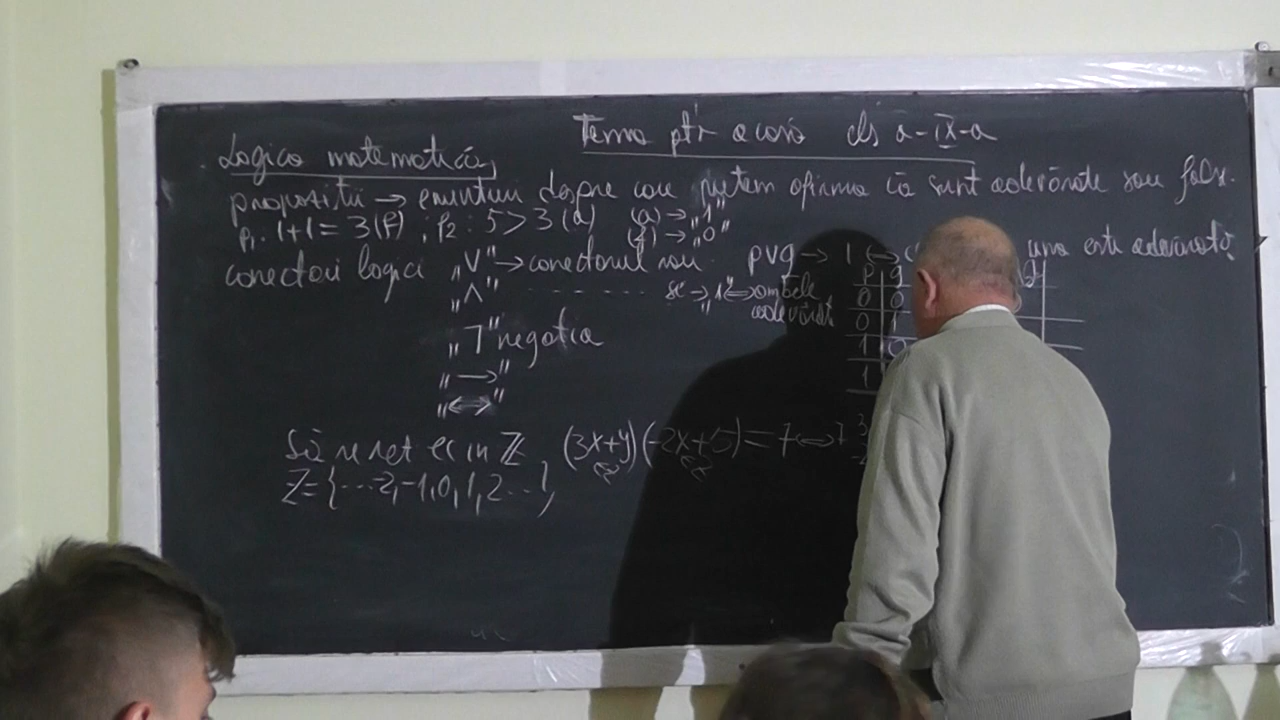 Tema ptr acasă cls a-IX-a
Logica matematică
propoziții → enunțuri despre care putem afirma că sunt adevărate sau false.
p1: 1+1=3(f) ; p2: 5>3(a) (a)→„1"
(f)→„0"
conectori logici „∨"→conectorul sau p∨q→1⟺ una este adevărată
„∧" - - - - - - - și→„1"⟺ambele
adevărate
p q
0 0
0 1
1 0
1
„⌉" negația
„→"
„⟺"
Să se rez ec in ℤ (3x+y)(-2x+5)=7⟺
ℤ={...-2,-1,0,1,2...}